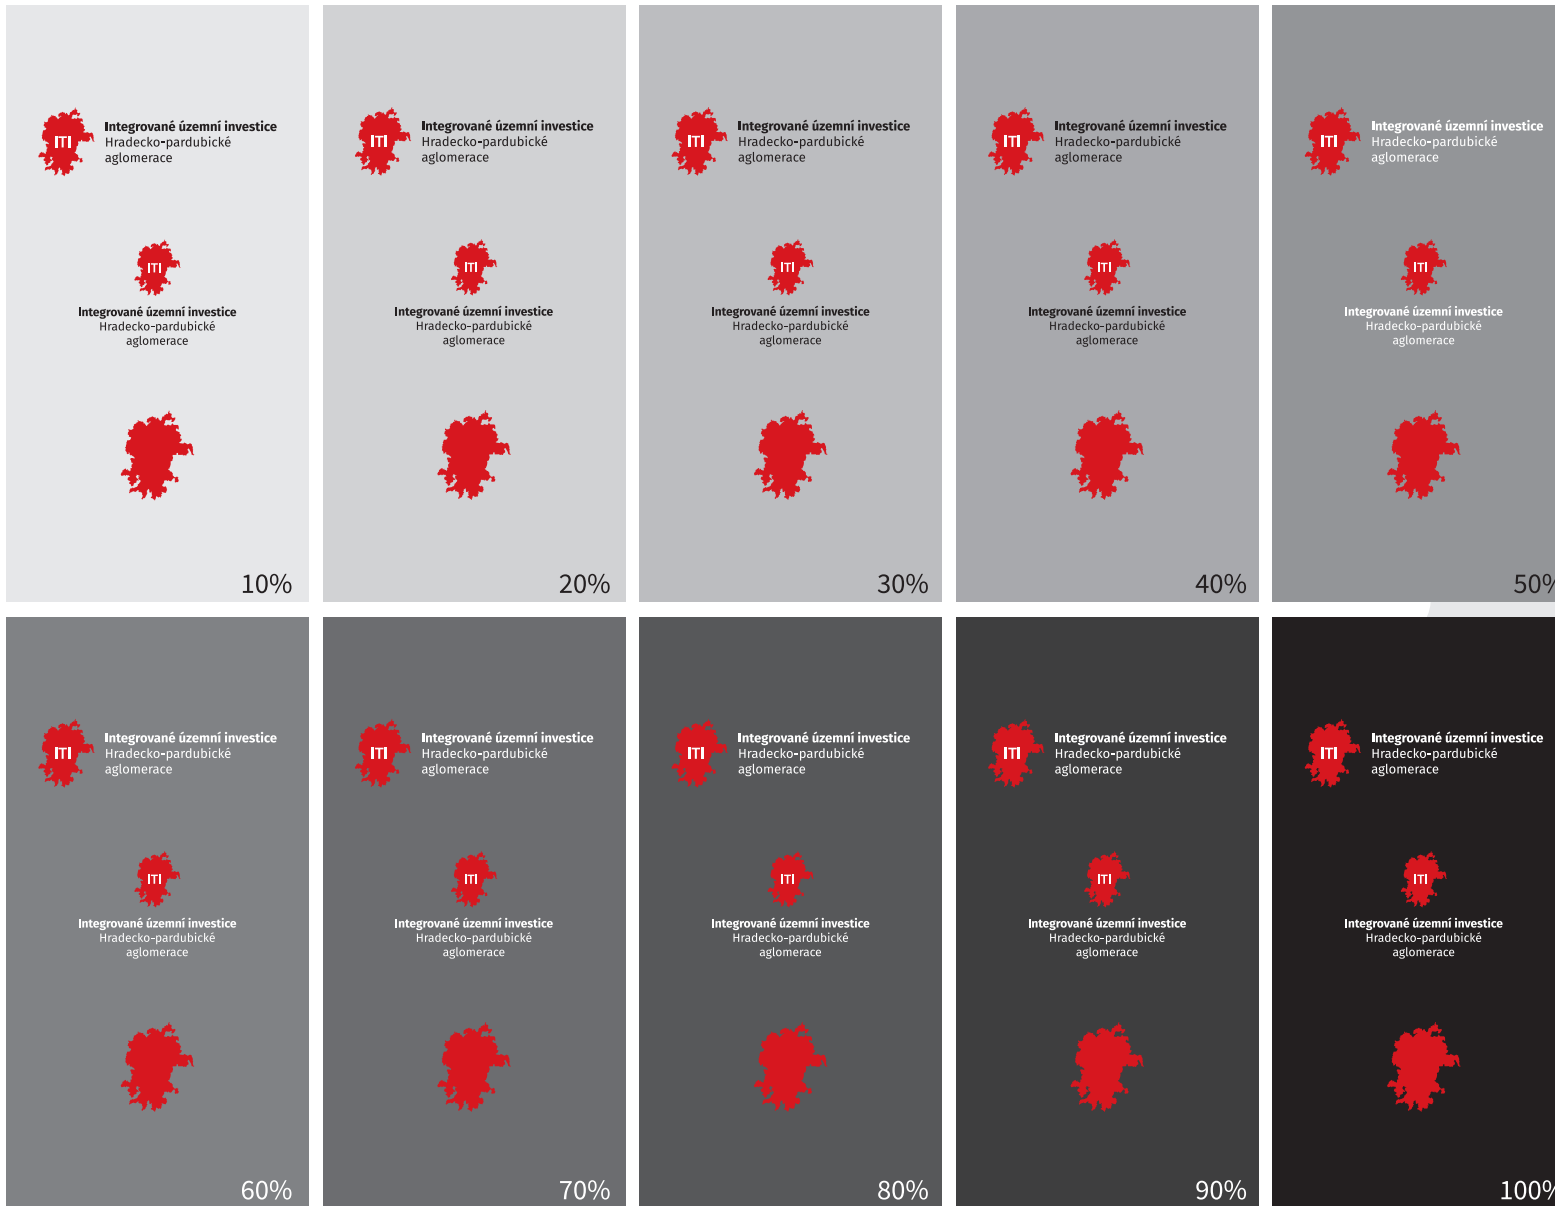 ITI
Integrované územní investice
Hradecko-pardubické
aglomerace
ITI
Integrované územní investice
Hradecko-pardubické
aglomerace
10%
ITI
Integrované územní investice
Hradecko-pardubické
aglomerace
ITI
Integrované územní investice
Hradecko-pardubické
aglomerace
20%
ITI
Integrované územní investice
Hradecko-pardubické
aglomerace
ITI
Integrované územní investice
Hradecko-pardubické
aglomerace
30%
ITI
Integrované územní investice
Hradecko-pardubické
aglomerace
ITI
Integrované územní investice
Hradecko-pardubické
aglomerace
40%
ITI
Integrované územní investice
Hradecko-pardubické
aglomerace
ITI
Integrované územní investice
Hradecko-pardubické
aglomerace
50%
ITI
Integrované územní investice
Hradecko-pardubické
aglomerace
ITI
Integrované územní investice
Hradecko-pardubické
aglomerace
60%
ITI
Integrované územní investice
Hradecko-pardubické
aglomerace
ITI
Integrované územní investice
Hradecko-pardubické
aglomerace
70%
ITI
Integrované územní investice
Hradecko-pardubické
aglomerace
ITI
Integrované územní investice
Hradecko-pardubické
aglomerace
80%
ITI
Integrované územní investice
Hradecko-pardubické
aglomerace
ITI
Integrované územní investice
Hradecko-pardubické
aglomerace
90%
ITI
Integrované územní investice
Hradecko-pardubické
aglomerace
ITI
Integrované územní investice
Hradecko-pardubické
aglomerace
100%